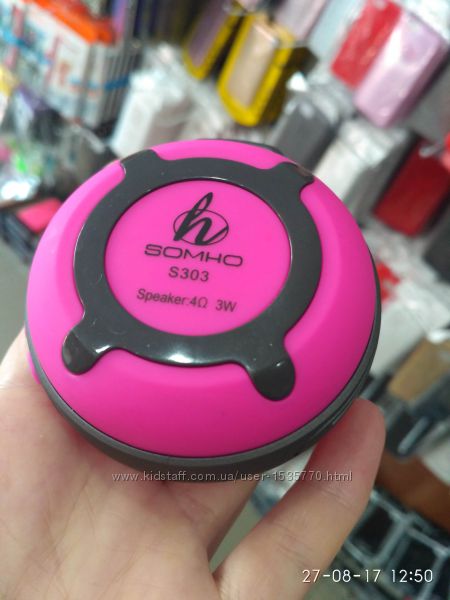 h
SOMHO
S303
Speaker:4Ω 3W
www.kidstaff.com.ua/user-1535770.html
27-08-17 12:50